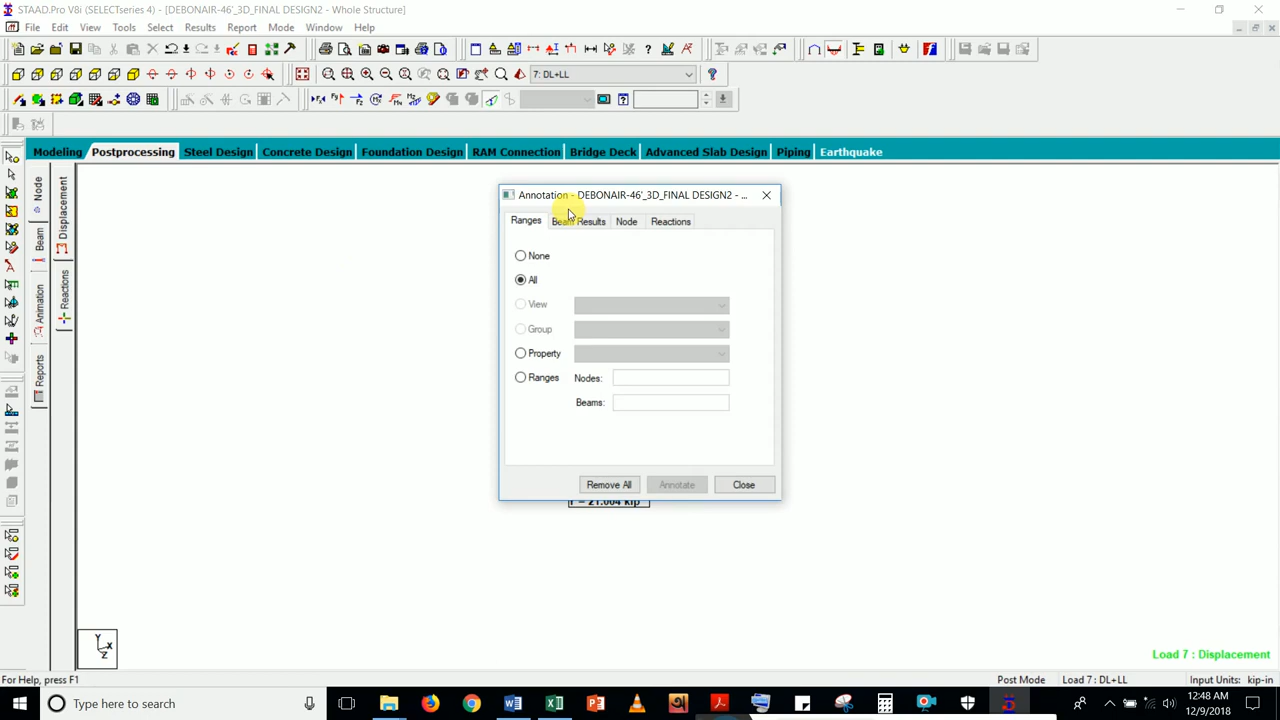 STAAD.Pro V8i (SELECTseries 4) - [DEBONAIR-46'_3D_FINAL DESIGN2 - Whole Structure]
File Edit View Tools Select Results Report Mode Window Help
7: DL+LL
Modeling Postprocessing Steel Design Concrete Design Foundation Design RAM Connection Bridge Deck Advanced Slab Design Piping Earthquake
Node
Beam
Animation
Reports
Displacement
Reactions
Annotation - DEBONAIR-46'_3D_FINAL DESIGN2 - ...
Ranges Beam Results Node Reactions
None
All
View
Group
Property
Ranges Nodes:
Beams:
Remove All Annotate Close
21.004 kip
Y
X
Z
Load 7 : Displacement
For Help, press F1 Post Mode Load 7 : DL+LL Input Units: kip-in
Type here to search
12:48 AM
12/9/2018